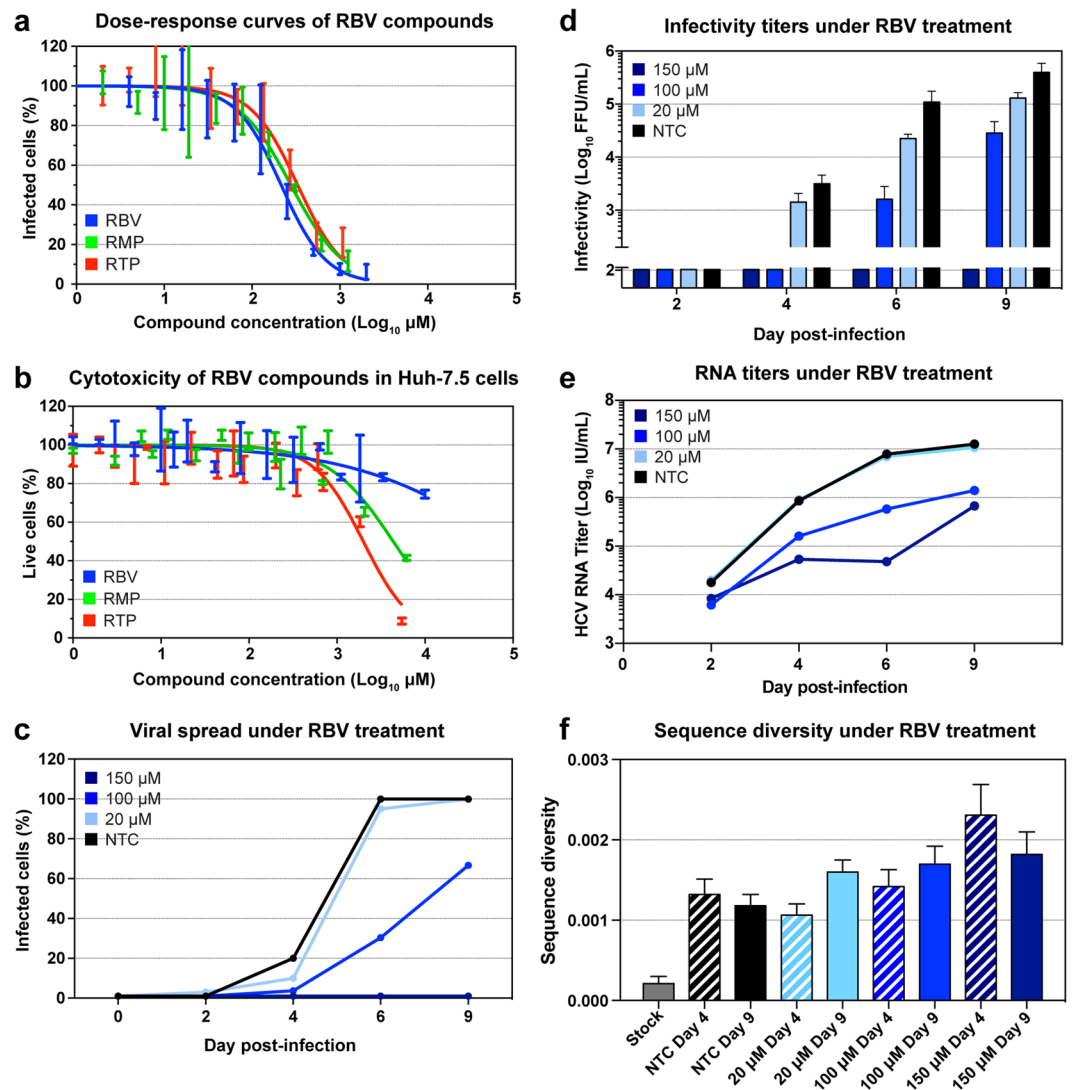 a
Dose-response curves of RBV compounds
Infected cells (%)
120
100
80
60
40
20
0
RBV
RMP
RTP
0 1 2 3 4 5
Compound concentration (Log10 µM)
b
Cytotoxicity of RBV compounds in Huh-7.5 cells
Live cells (%)
120
100
80
60
40
20
0
RBV
RMP
RTP
0 1 2 3 4 5
Compound concentration (Log10 µM)
c
Viral spread under RBV treatment
Infected cells (%)
120
100
80
60
40
20
0
150 µM
100 µM
20 µM
NTC
0 2 4 6 9
Day post-infection
d
Infectivity titers under RBV treatment
Infectivity (Log10 FFU/mL)
6
5
4
3
2
150 µM
100 µM
20 µM
NTC
2 4 6 9
Day post-infection
e
RNA titers under RBV treatment
HCV RNA Titer (Log10 IU/mL)
8
7
6
5
4
3
150 µM
100 µM
20 µM
NTC
0 2 4 6 9
Day post-infection
f
Sequence diversity under RBV treatment
Sequence diversity
0.003
0.002
0.001
0.000
Stock
NTC Day 4
NTC Day 9
20 µM Day 4
20 µM Day 9
100 µM Day 4
100 µM Day 9
150 µM Day 4
150 µM Day 9